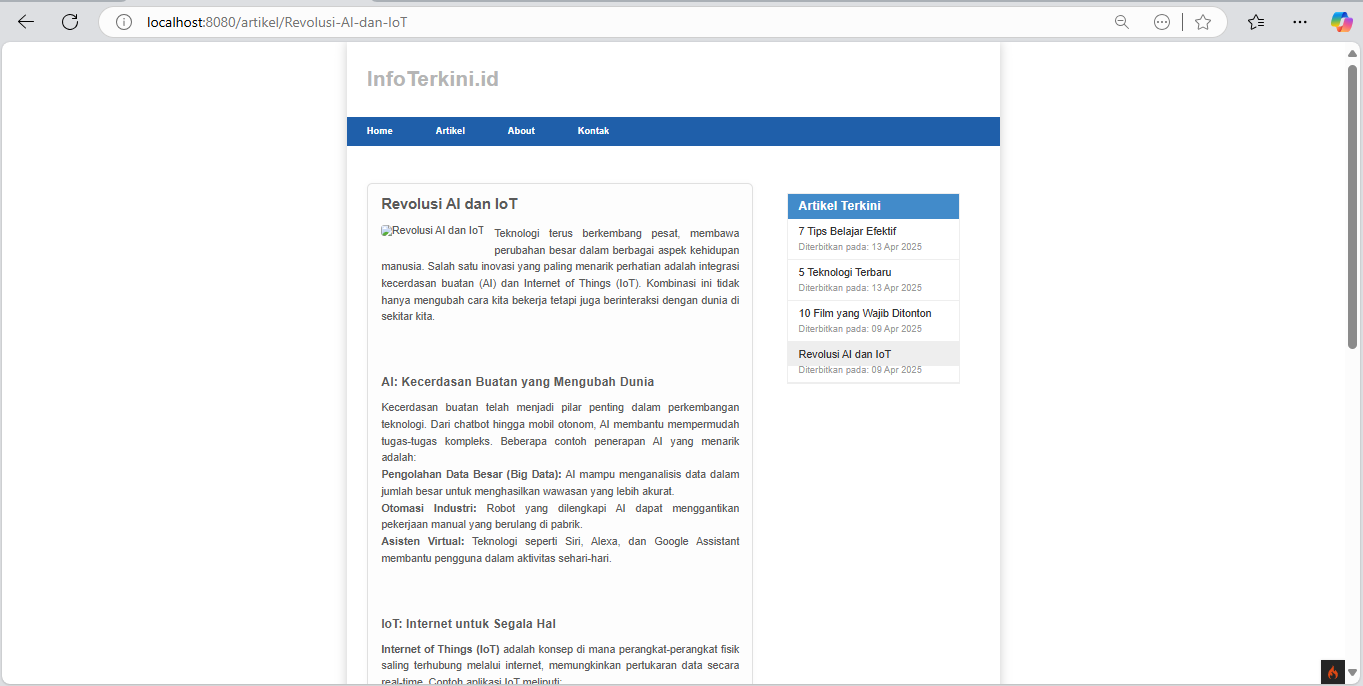 localhost:8080/artikel/Revolusi-AI-dan-IoT
InfoTerkini.id
Home Artikel About Kontak
Revolusi AI dan IoT
Revolusi AI dan IoT
Teknologi terus berkembang pesat, membawa
perubahan besar dalam berbagai aspek kehidupan
manusia. Salah satu inovasi yang paling menarik perhatian adalah integrasi
kecerdasan buatan (AI) dan Internet of Things (IoT). Kombinasi ini tidak
hanya mengubah cara kita bekerja tetapi juga berinteraksi dengan dunia di
sekitar kita.
AI: Kecerdasan Buatan yang Mengubah Dunia
Kecerdasan buatan telah menjadi pilar penting dalam perkembangan
teknologi. Dari chatbot hingga mobil otonom, AI membantu mempermudah
tugas-tugas kompleks. Beberapa contoh penerapan AI yang menarik
adalah:
Pengolahan Data Besar (Big Data): AI mampu menganalisis data dalam
jumlah besar untuk menghasilkan wawasan yang lebih akurat.
Otomasi Industri: Robot yang dilengkapi AI dapat menggantikan
pekerjaan manual yang berulang di pabrik.
Asisten Virtual: Teknologi seperti Siri, Alexa, dan Google Assistant
membantu pengguna dalam aktivitas sehari-hari.
IoT: Internet untuk Segala Hal
Internet of Things (IoT) adalah konsep di mana perangkat-perangkat fisik
saling terhubung melalui internet, memungkinkan pertukaran data secara
real-time. Contoh aplikasi IoT meliputi:
Artikel Terkini
7 Tips Belajar Efektif
Diterbitkan pada: 13 Apr 2025
5 Teknologi Terbaru
Diterbitkan pada: 13 Apr 2025
10 Film yang Wajib Ditonton
Diterbitkan pada: 09 Apr 2025
Revolusi AI dan IoT
Diterbitkan pada: 09 Apr 2025